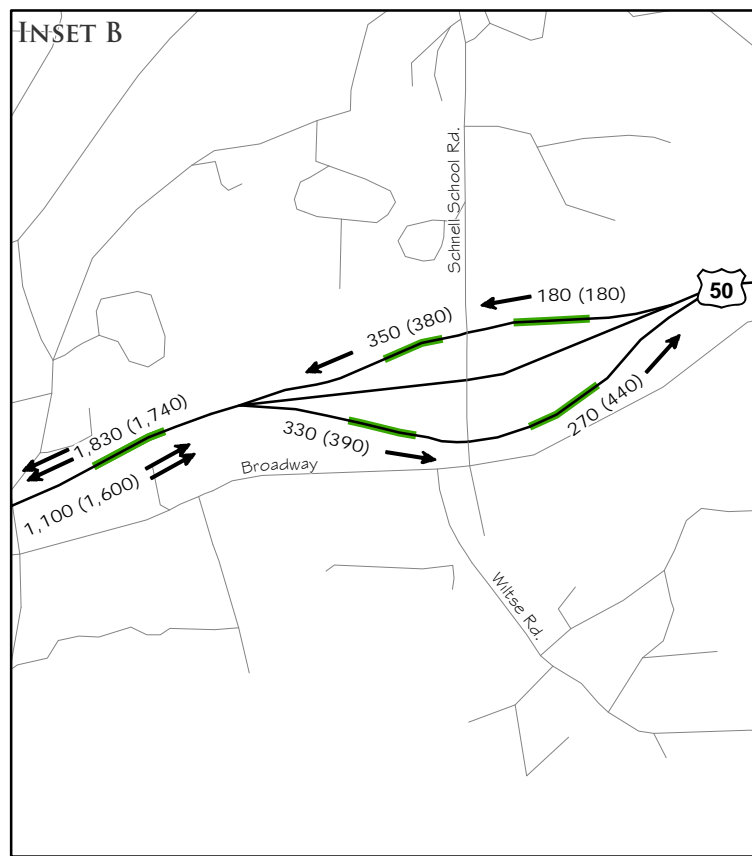 INSET B
Schnell School Rd.
180 (180)
50
350 (380)
1,830 (1,740)
330 (390)
270 (440)
Broadway
1,100 (1,600)
Wiltse Rd.